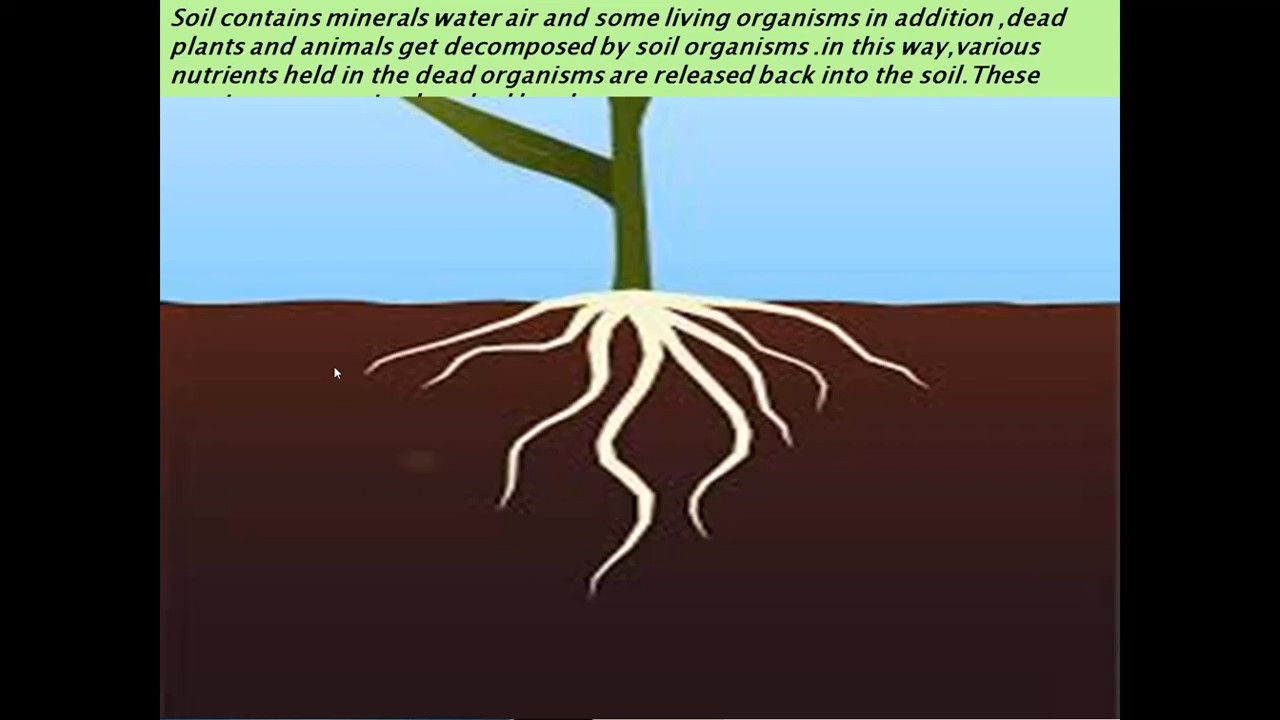 Soil contains minerals water air and some living organisms in addition ,dead
plants and animals get decomposed by soil organisms .in this way,various
nutrients held in the dead organisms are released back into the soil.These